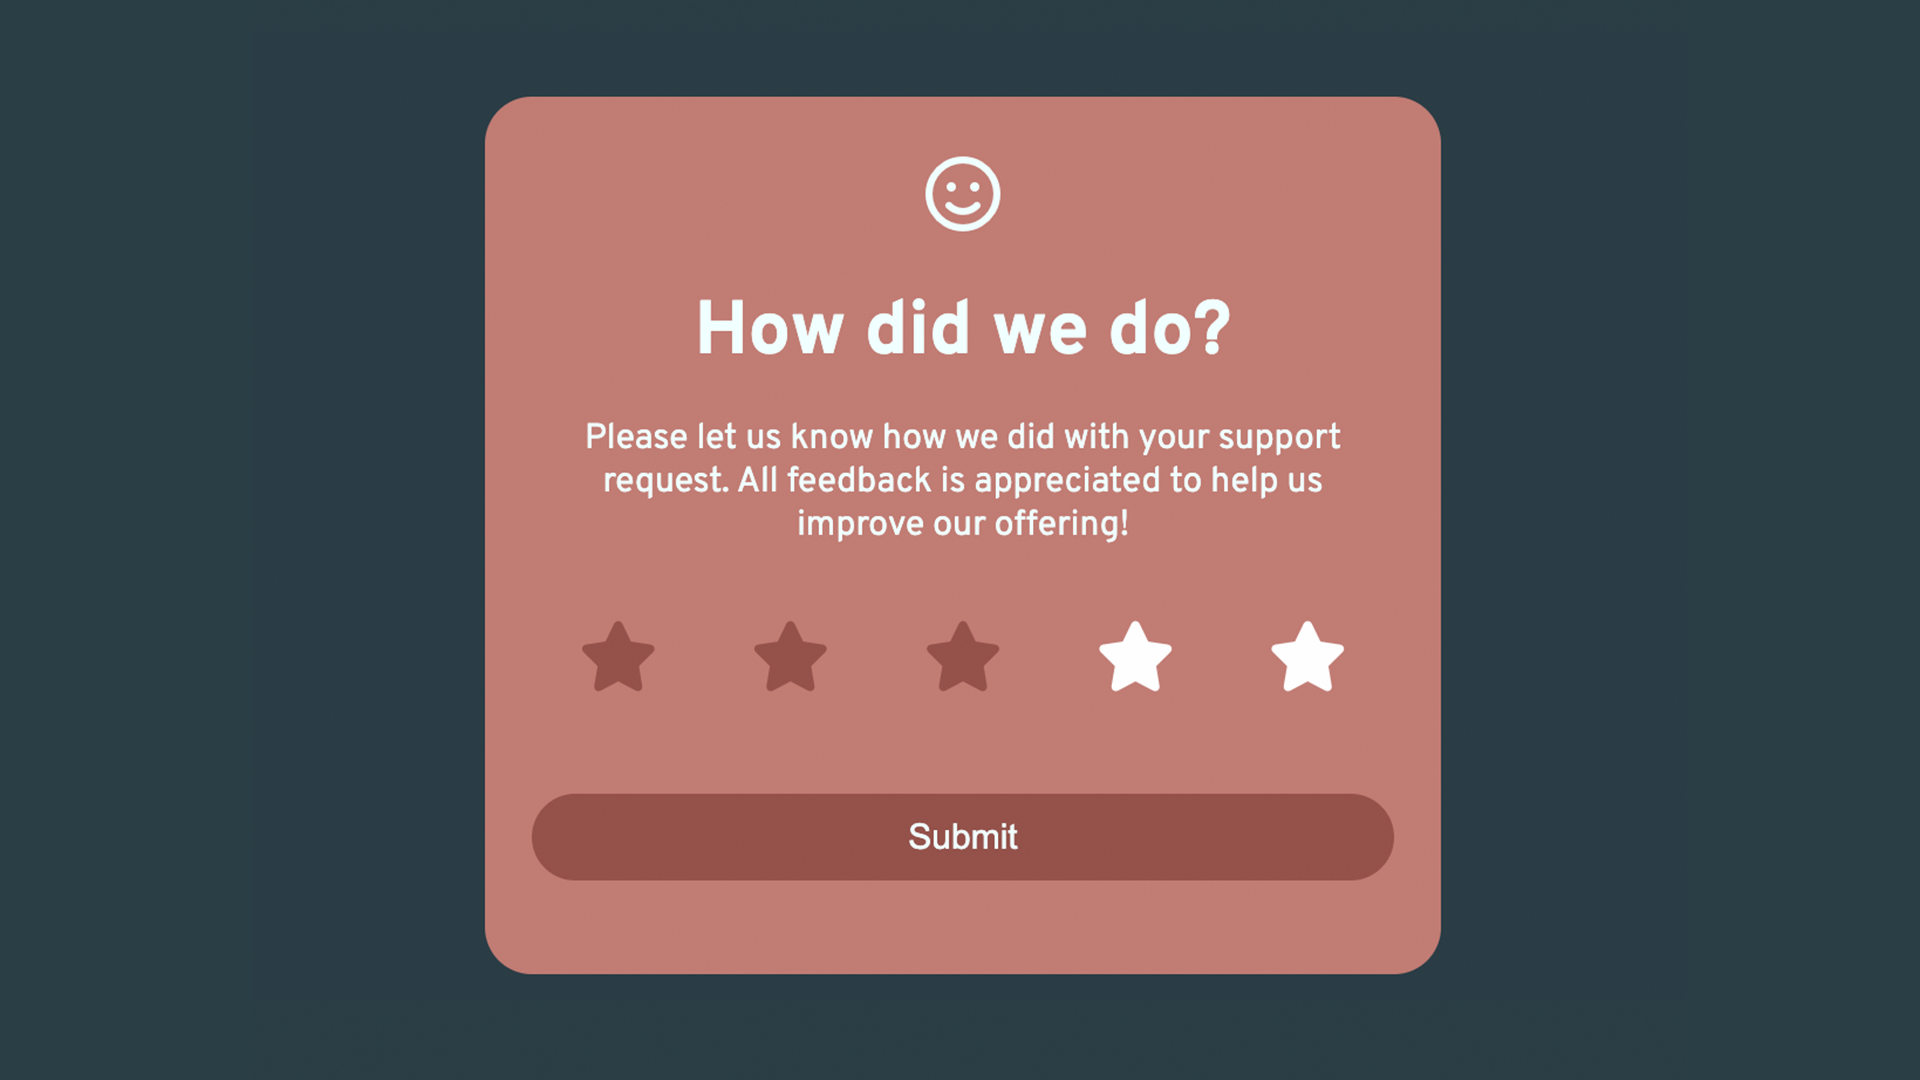 How did we do?
Please let us know how we did with your support
request. All feedback is appreciated to help us
improve our offering!
Submit